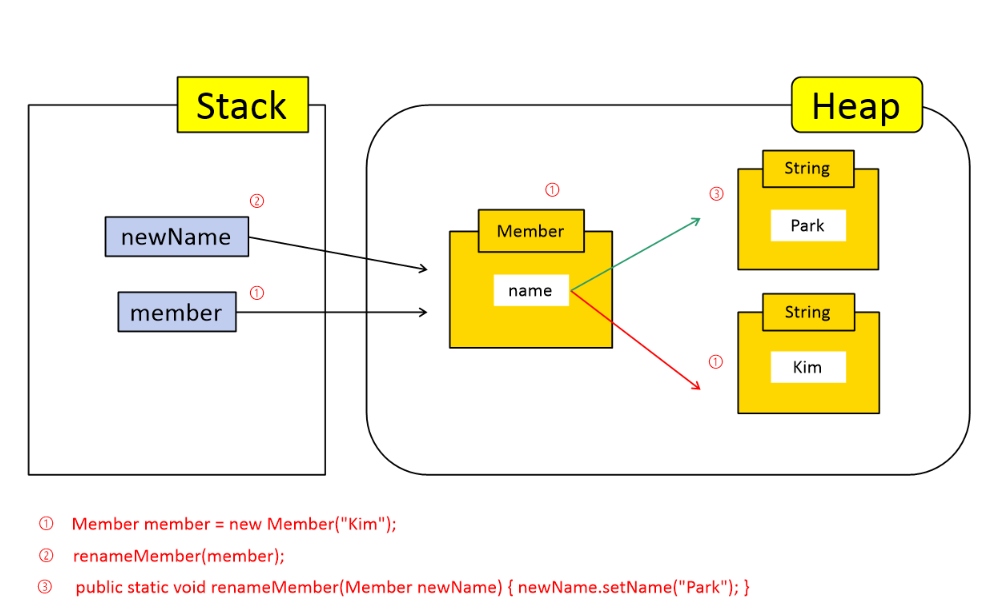 Stack
Heap
② newName
① member
① Member
name
③ String
Park
① String
Kim
① Member member = new Member("Kim");
② renameMember(member);
③ public static void renameMember(Member newName) { newName.setName("Park"); }